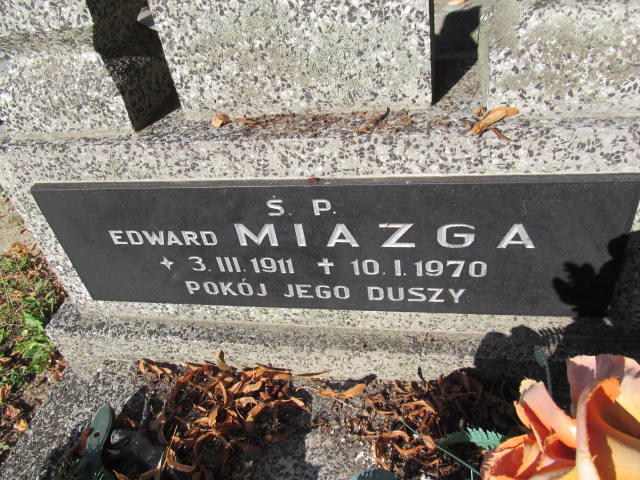 Ś. P.
EDWARD MIAZGA
* 3. III. 1911 ✝ 10. I. 1970
POKÓJ JEGO DUSZY